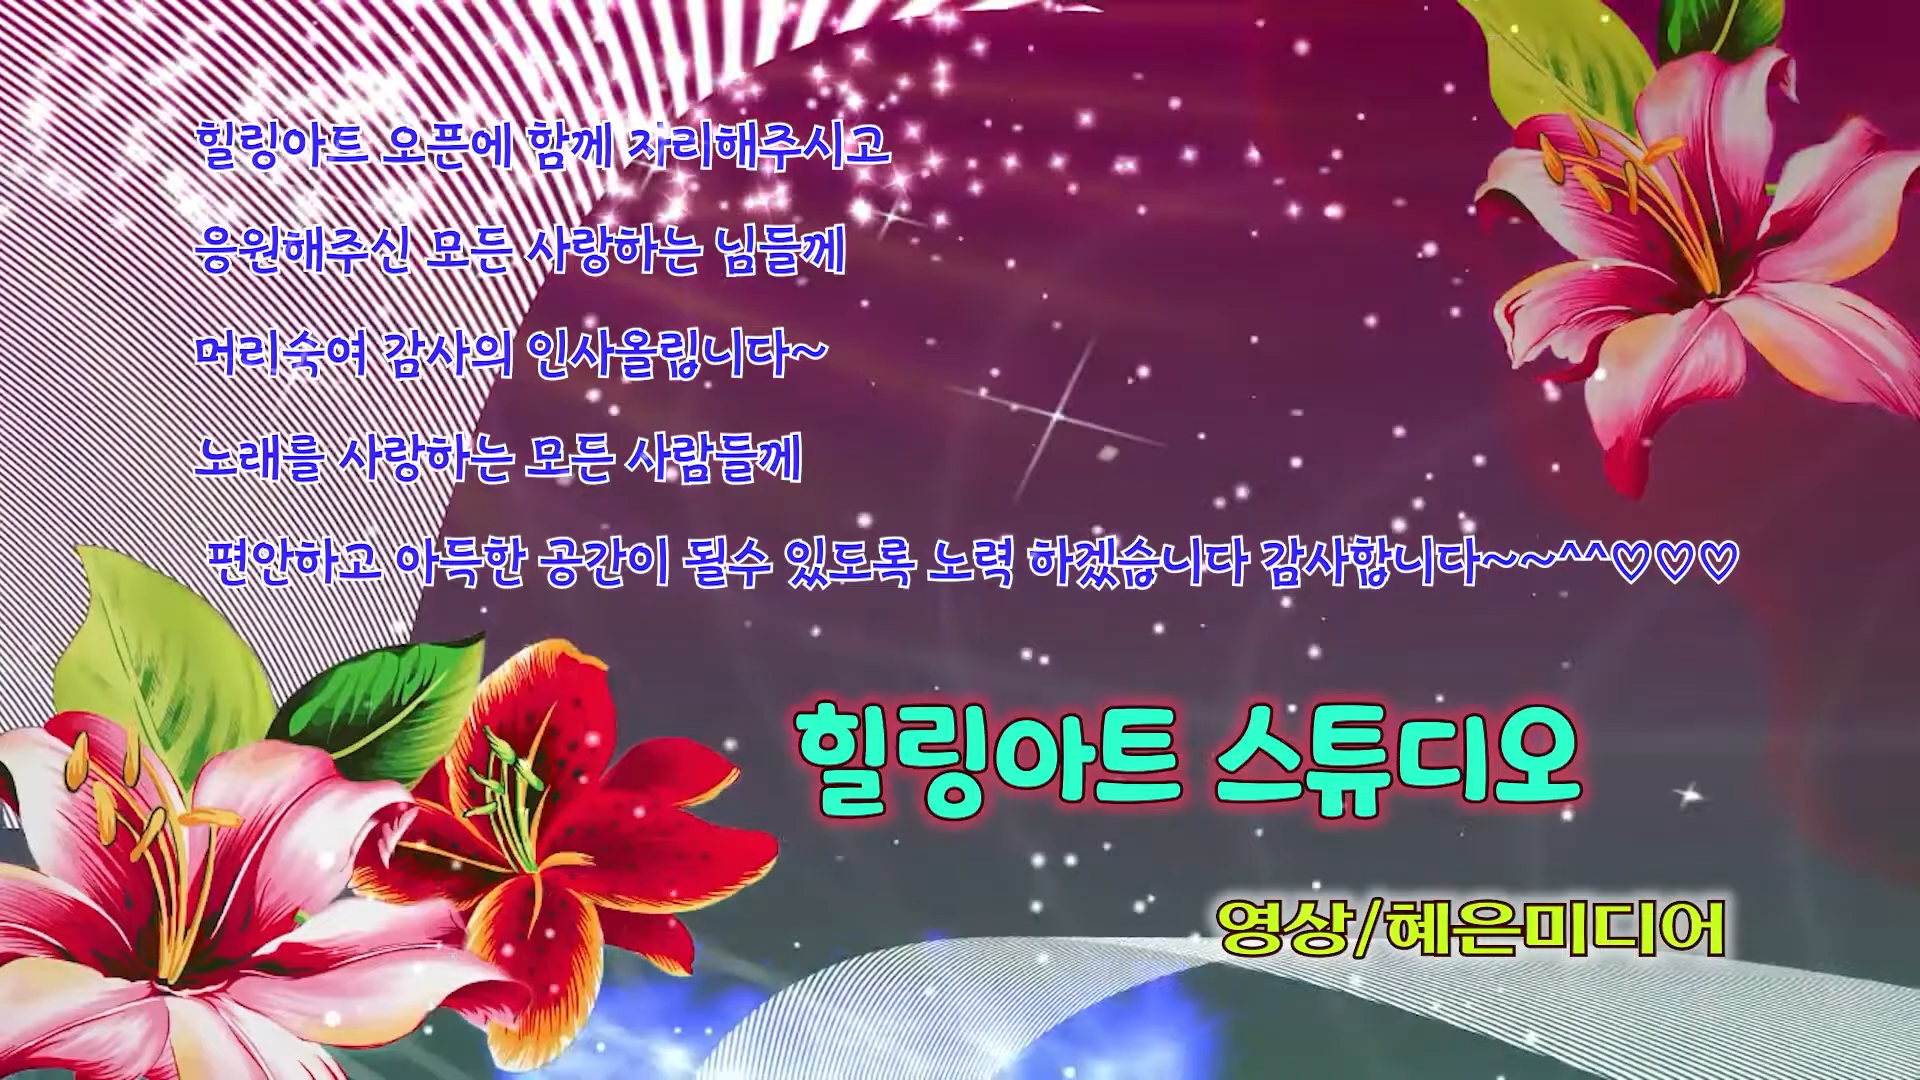 힐링아트 오픈에 함께 자리해주시고
응원해주신 모든 사랑하는 님들께
머리숙여 감사의 인사올립니다~
노래를 사랑하는 모든 사람들께
편안하고 아득한 공간이 될수 있도록 노력 하겠습니다 감사합니다~~^^♡♡♡
힐링아트 스튜디오
영상/혜은미디어